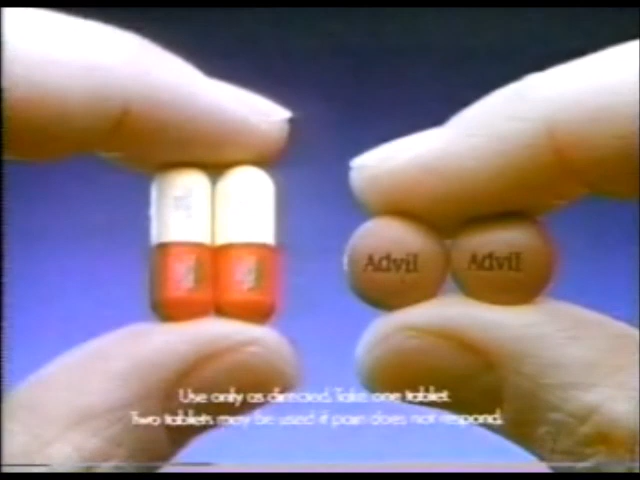 Advil Advil
Use only as directed. Take one tablet.
Two tablets may be used if pain does not respond.